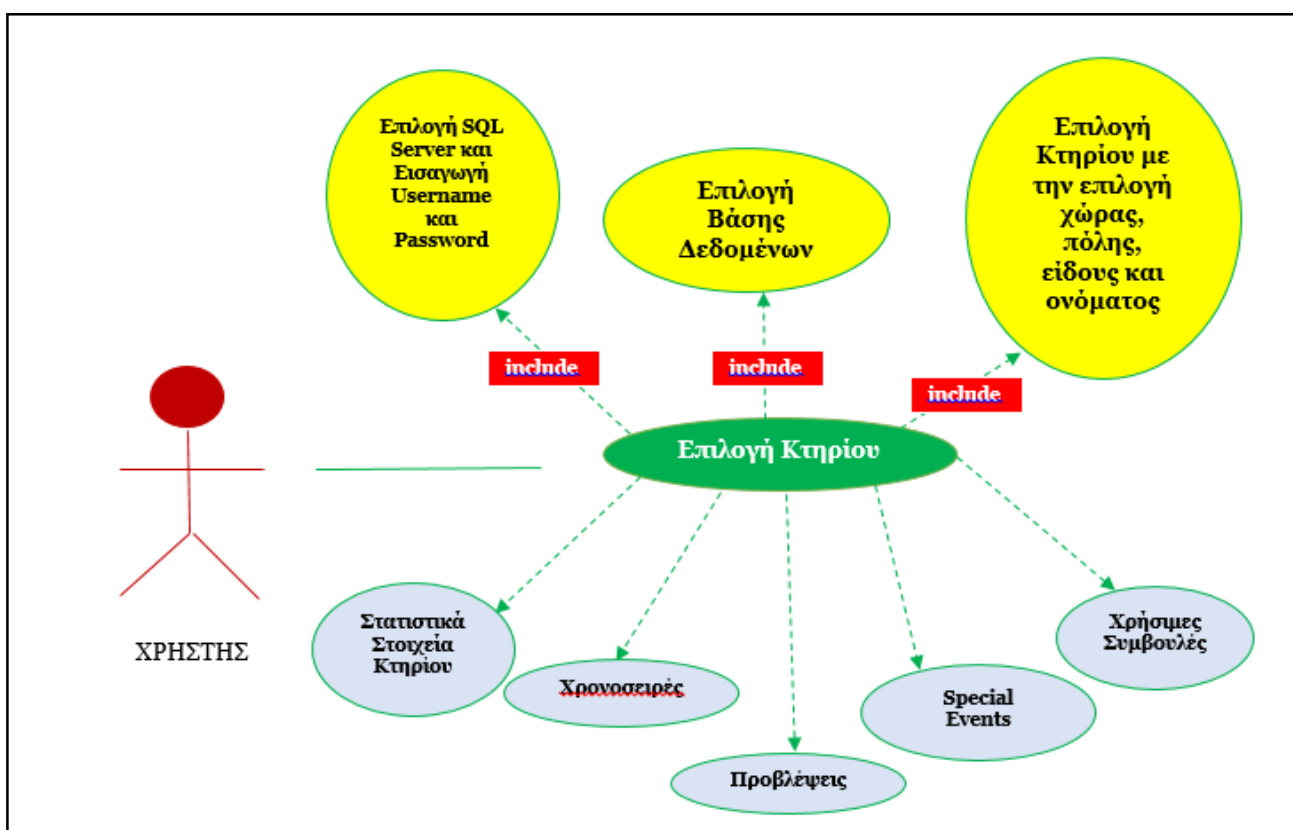 Επιλογή SQL
Server και
Εισαγωγή
Username
και
Password
Επιλογή
Βάσης
Δεδομένων
Επιλογή
Κτηρίου με
την επιλογή
χώρας,
πόλης,
είδους και
ονόματος
include
include
include
Επιλογή Κτηρίου
ΧΡΗΣΤΗΣ
Στατιστικά
Στοιχεία
Κτηρίου
Χρονοσειρές
Προβλέψεις
Special
Events
Χρήσιμες
Συμβουλές